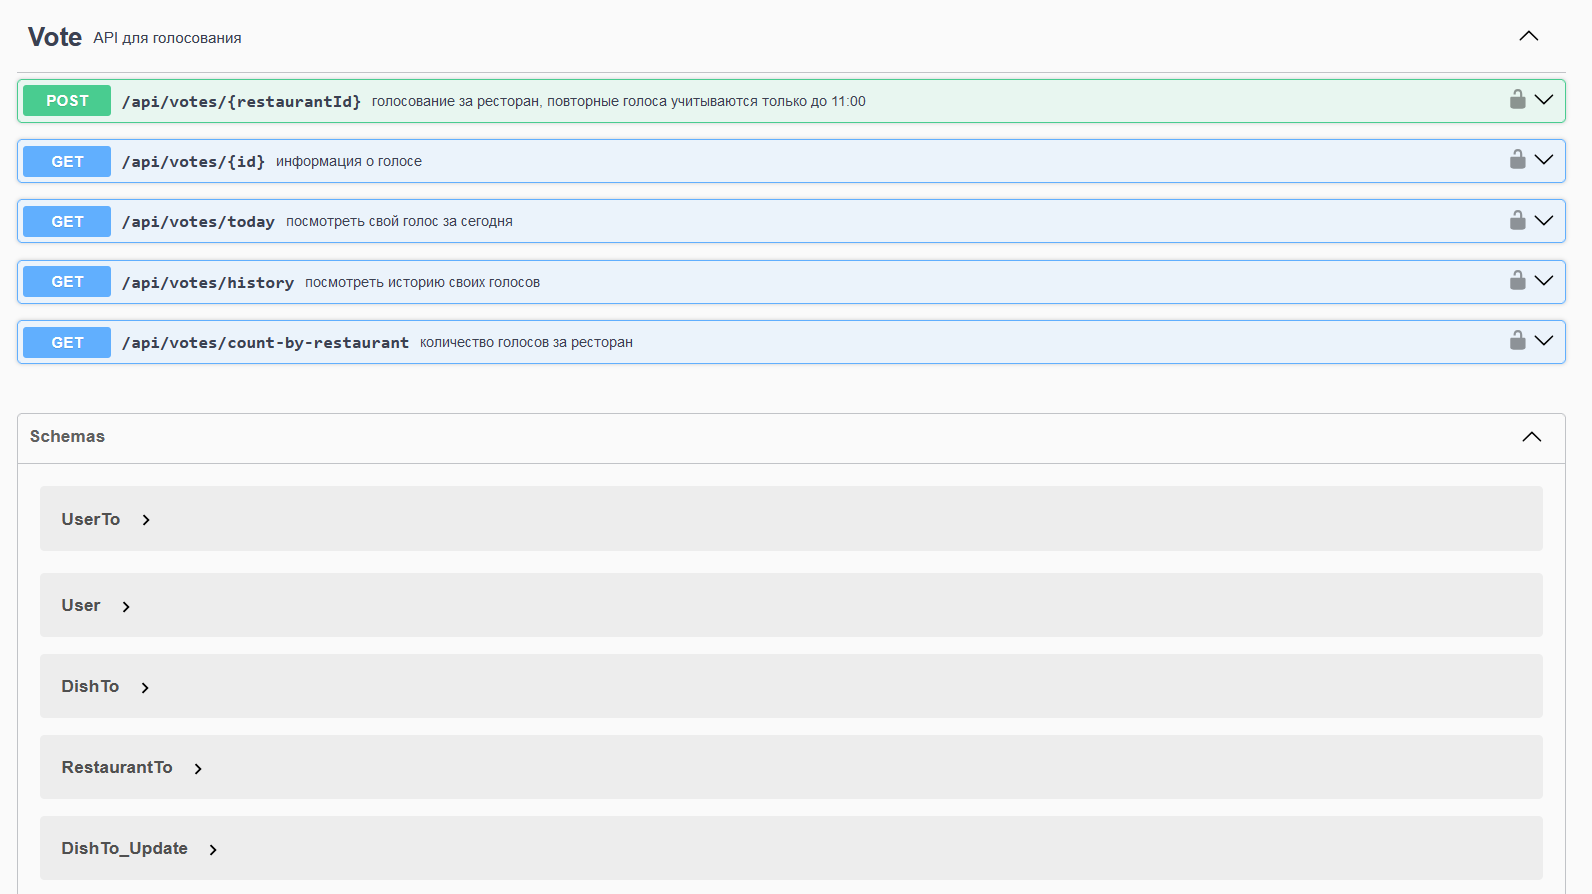 Vote API для голосования
POST /api/votes/{restaurantId} голосование за ресторан, повторные голоса учитываются только до 11:00
GET /api/votes/{id} информация о голосе
GET /api/votes/today посмотреть свой голос за сегодня
GET /api/votes/history посмотреть историю своих голосов
GET /api/votes/count-by-restaurant количество голосов за ресторан
Schemas
UserTo
User
DishTo
RestaurantTo
DishTo_Update